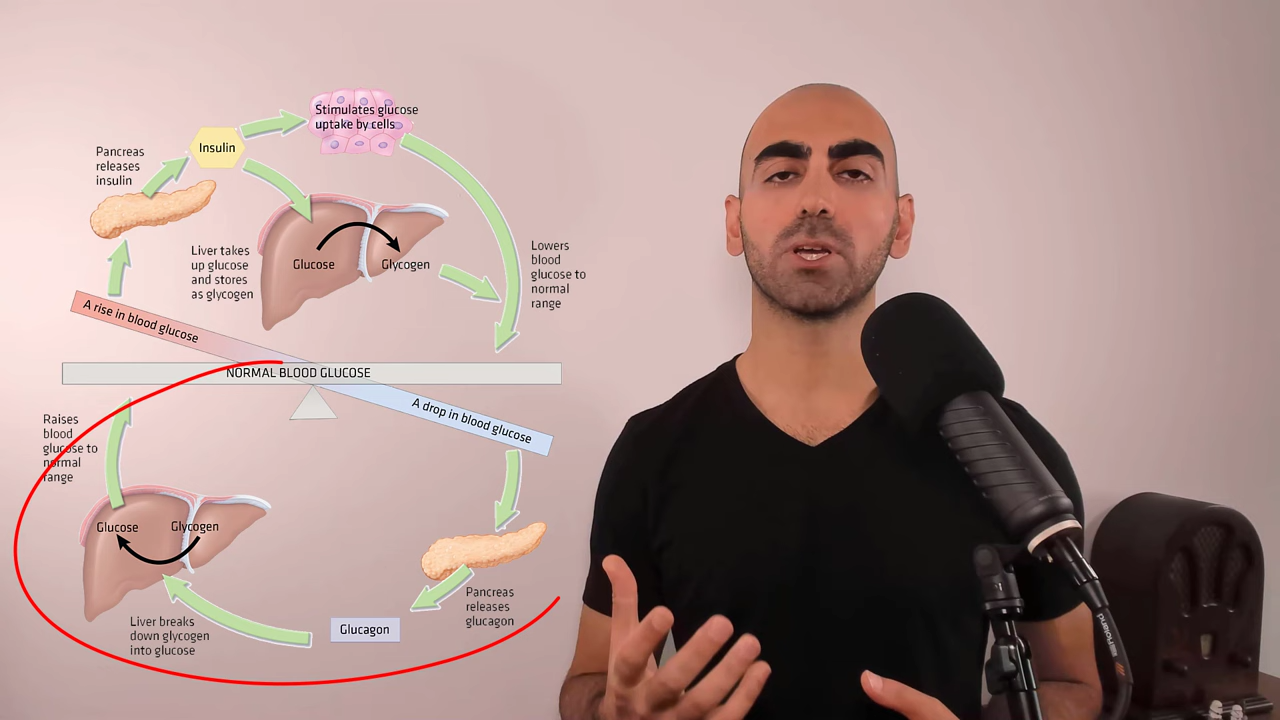 Stimulates glucose
uptake by cells
Insulin
Pancreas
releases
insulin
Liver takes
up glucose
and stores
as glycogen
Glucose
Glycogen
Lowers
blood
glucose to
normal
range
A rise in blood glucose
NORMAL BLOOD GLUCOSE
A drop in blood glucose
Raises
blood
glucose to
normal
range
Glucose
Glycogen
Liver breaks
down glycogen
into glucose
Glucagon
Pancreas
releases
glucagon
Roland